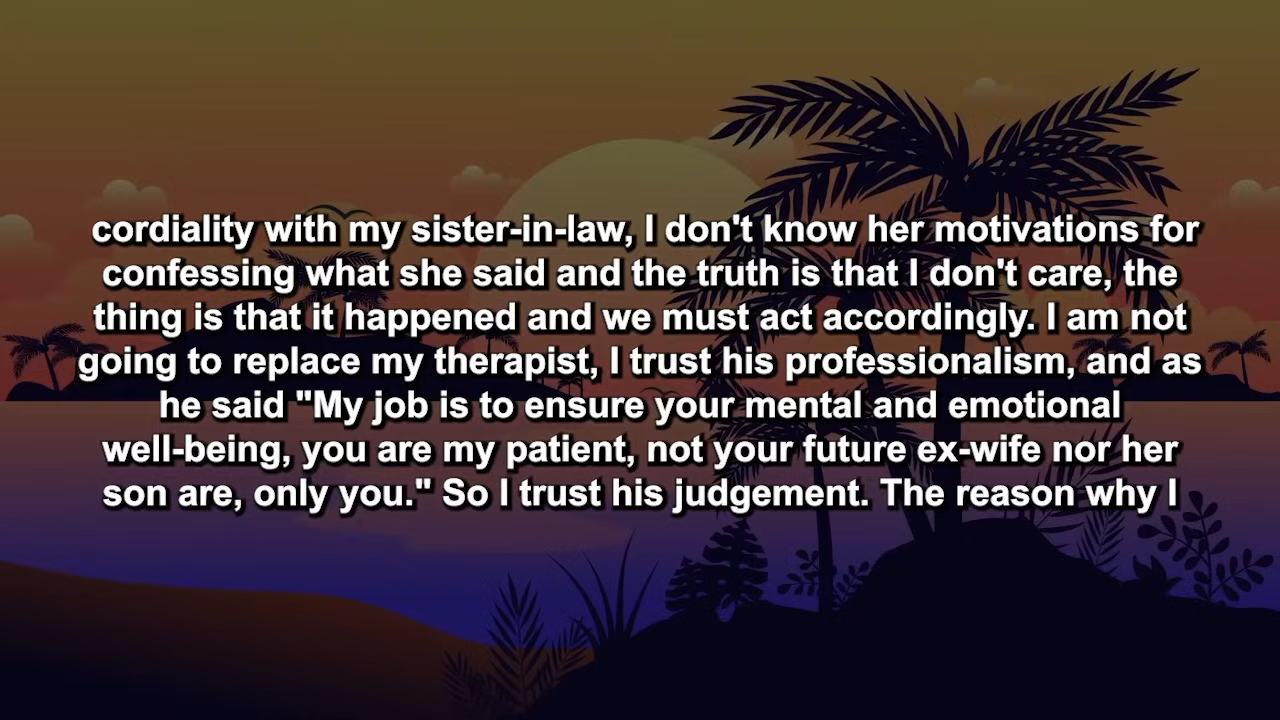 cordiality with my sister-in-law, I don't know her motivations for
confessing what she said and the truth is that I don't care, the
thing is that it happened and we must act accordingly. I am not
going to replace my therapist, I trust his professionalism, and as
he said "My job is to ensure your mental and emotional
well-being, you are my patient, not your future ex-wife nor her
son are, only you." So I trust his judgement. The reason why I